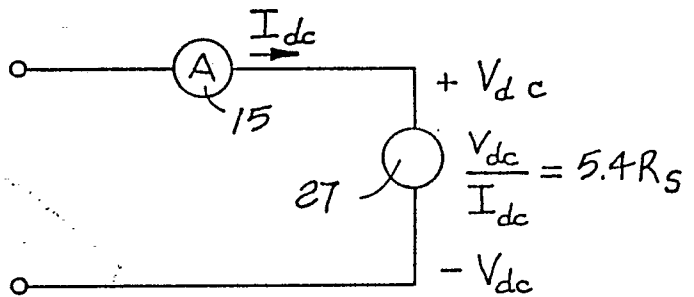 I_dc
A
15
+ V_dc
27
V_dc / I_dc = 5.4R_S
- V_dc